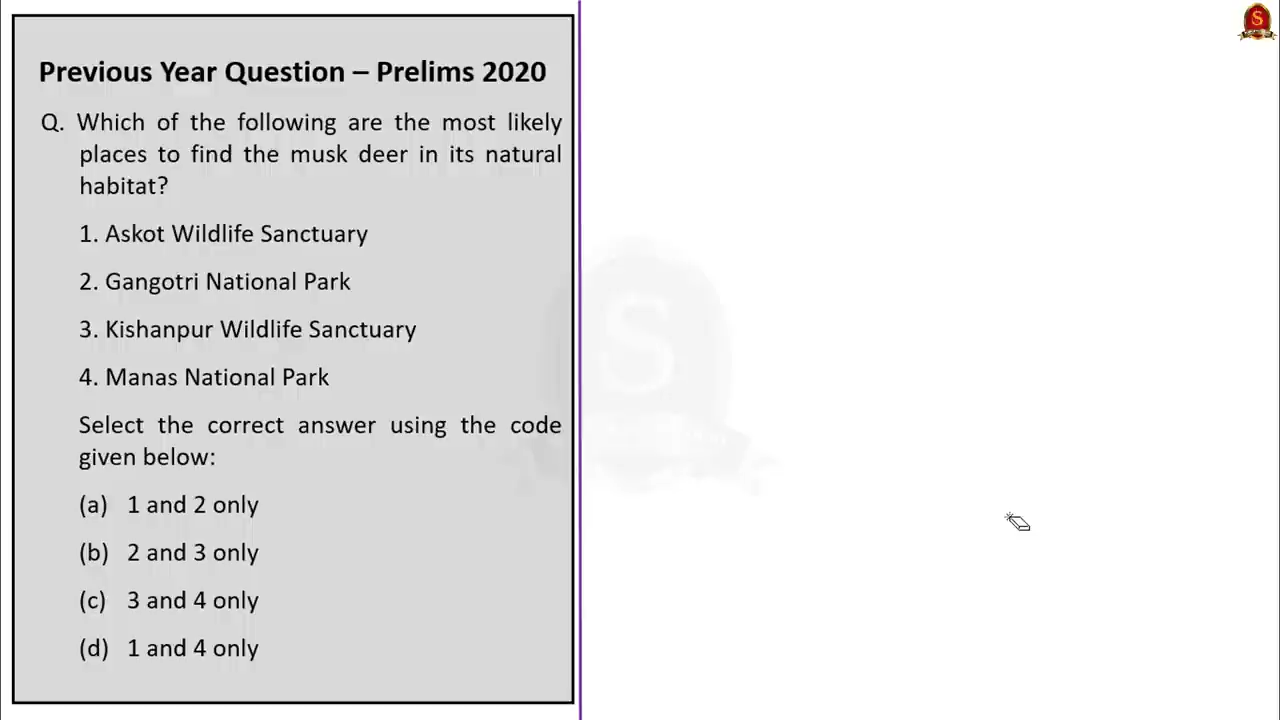 Previous Year Question – Prelims 2020
Q. Which of the following are the most likely
places to find the musk deer in its natural
habitat?
1. Askot Wildlife Sanctuary
2. Gangotri National Park
3. Kishanpur Wildlife Sanctuary
4. Manas National Park
Select the correct answer using the code
given below:
(a) 1 and 2 only
(b) 2 and 3 only
(c) 3 and 4 only
(d) 1 and 4 only
S
S